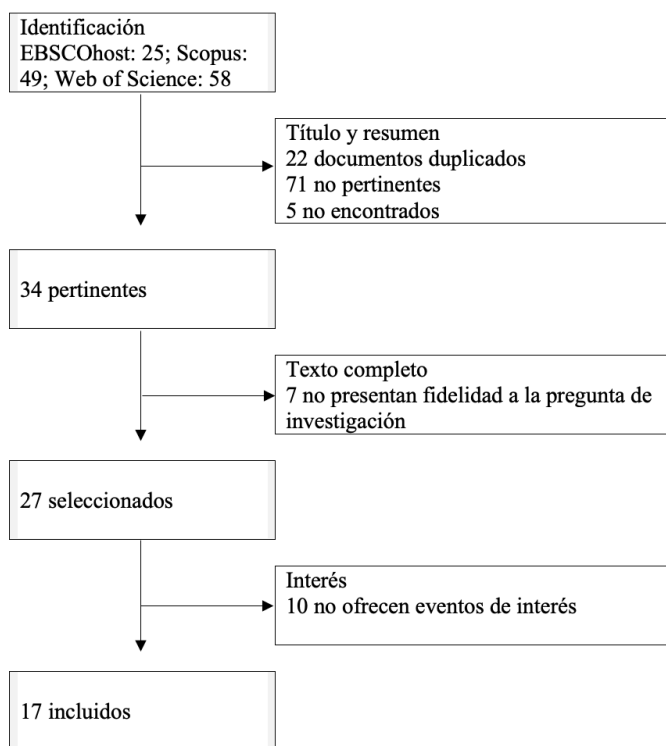 Identificación
EBSCOhost: 25; Scopus:
49; Web of Science: 58
Título y resumen
22 documentos duplicados
71 no pertinentes
5 no encontrados
34 pertinentes
Texto completo
7 no presentan fidelidad a la pregunta de
investigación
27 seleccionados
Interés
10 no ofrecen eventos de interés
17 incluidos